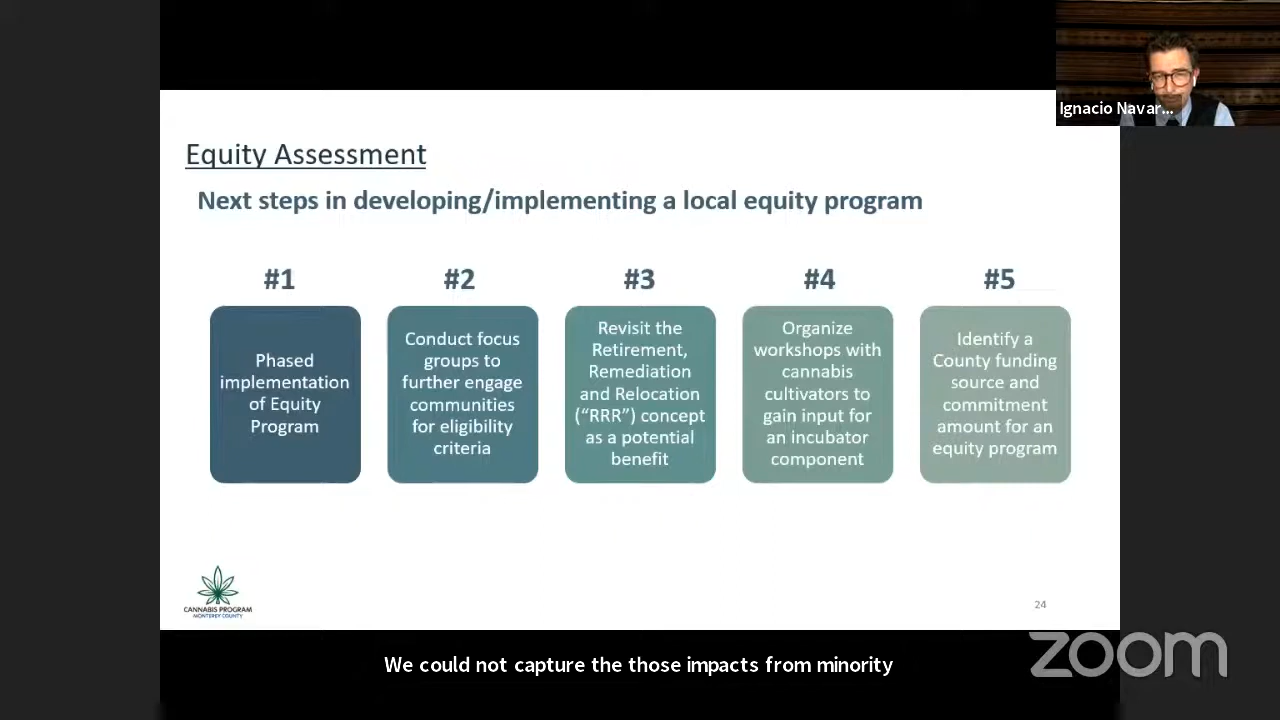 Ignacio Navar...
Equity Assessment
Next steps in developing/implementing a local equity program
#1
#2
#3
#4
#5
Phased
implementation
of Equity
Program
Conduct focus
groups to
further engage
communities
for eligibility
criteria
Revisit the
Retirement,
Remediation
and Relocation
(“RRR”) concept
as a potential
benefit
Organize
workshops with
cannabis
cultivators to
gain input for
an incubator
component
Identify a
County funding
source and
commitment
amount for an
equity program
CANNABIS PROGRAM
MONTEREY COUNTY
24
We could not capture the those impacts from minority
zoom